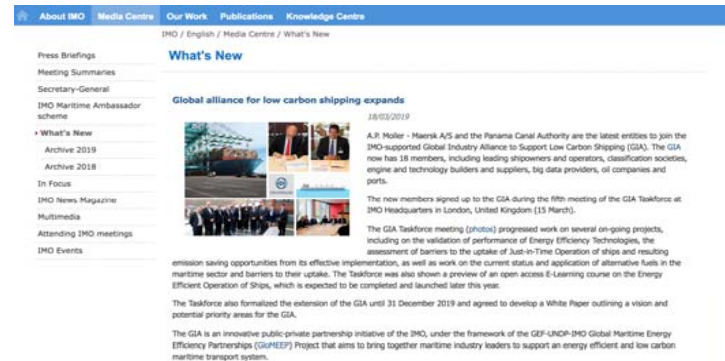 About IMO Media Centre Our Work Publications Knowledge Centre
IMO / English / Media Centre / What's New
Press Briefings
Meeting Summaries
Secretary-General
IMO Maritime Ambassador
scheme
What's New
Archive 2019
Archive 2018
In Focus
IMO News Magazine
Multimedia
Attending IMO meetings
IMO Events
What's New
Global alliance for low carbon shipping expands
18/03/2019
A.P. Moller - Maersk A/S and the Panama Canal Authority are the latest entities to join the
IMO-supported Global Industry Alliance to Support Low Carbon Shipping (GIA). The GIA
now has 18 members, including leading shipowners and operators, classification societies,
engine and technology builders and suppliers, big data providers, oil companies and
ports.
The new members signed up to the GIA during the fifth meeting of the GIA Taskforce at
IMO Headquarters in London, United Kingdom (15 March).
The GIA Taskforce meeting (photos) progressed work on several on-going projects,
including on the validation of performance of Energy Efficiency Technologies, the
assessment of barriers to the uptake of Just-in-Time Operation of ships and resulting
emission saving opportunities from its effective implementation, as well as work on the current status and application of alternative fuels in the
maritime sector and barriers to their uptake. The Taskforce was also shown a preview of an open access E-Learning course on the Energy
Efficient Operation of Ships, which is expected to be completed and launched later this year.
The Taskforce also formalized the extension of the GIA until 31 December 2019 and agreed to develop a White Paper outlining a vision and
potential priority areas for the GIA.
The GIA is an innovative public-private partnership initiative of the IMO, under the framework of the GEF-UNDP-IMO Global Maritime Energy
Efficiency Partnerships (GloMEEP) Project that aims to bring together maritime industry leaders to support an energy efficient and low carbon
maritime transport system.